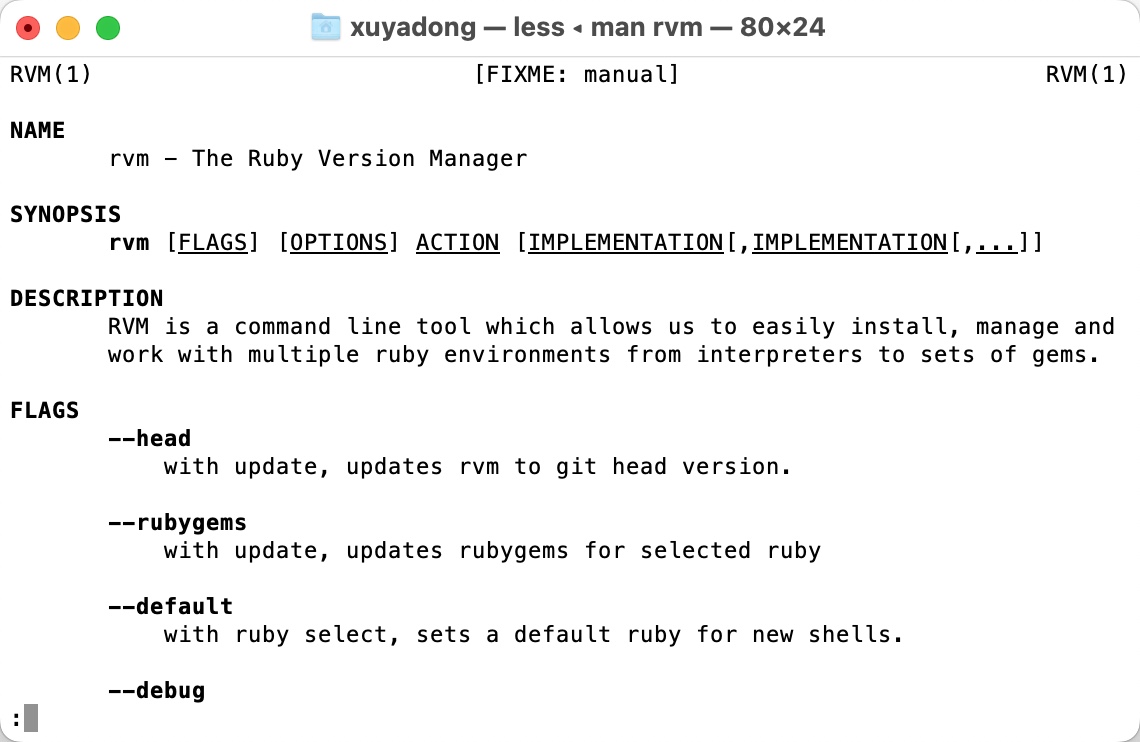 xuyadong — less ◂ man rvm — 80×24
RVM(1) [FIXME: manual] RVM(1)
NAME
rvm – The Ruby Version Manager
SYNOPSIS
rvm [FLAGS] [OPTIONS] ACTION [IMPLEMENTATION[,IMPLEMENTATION[,...]]
DESCRIPTION
RVM is a command line tool which allows us to easily install, manage and
work with multiple ruby environments from interpreters to sets of gems.
FLAGS
--head
with update, updates rvm to git head version.
--rubygems
with update, updates rubygems for selected ruby
--default
with ruby select, sets a default ruby for new shells.
--debug
: